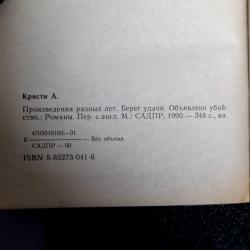 Кристи А.
Произведения разных лет. Берег удачи. Объявлено убий-
ство.: Романы. Пер. с англ. М.: САДПР, 1990. — 348 с., ил.
4703010100—01
К — Без объявл.
САДПР — 90
ISBN 5-85273-041-6